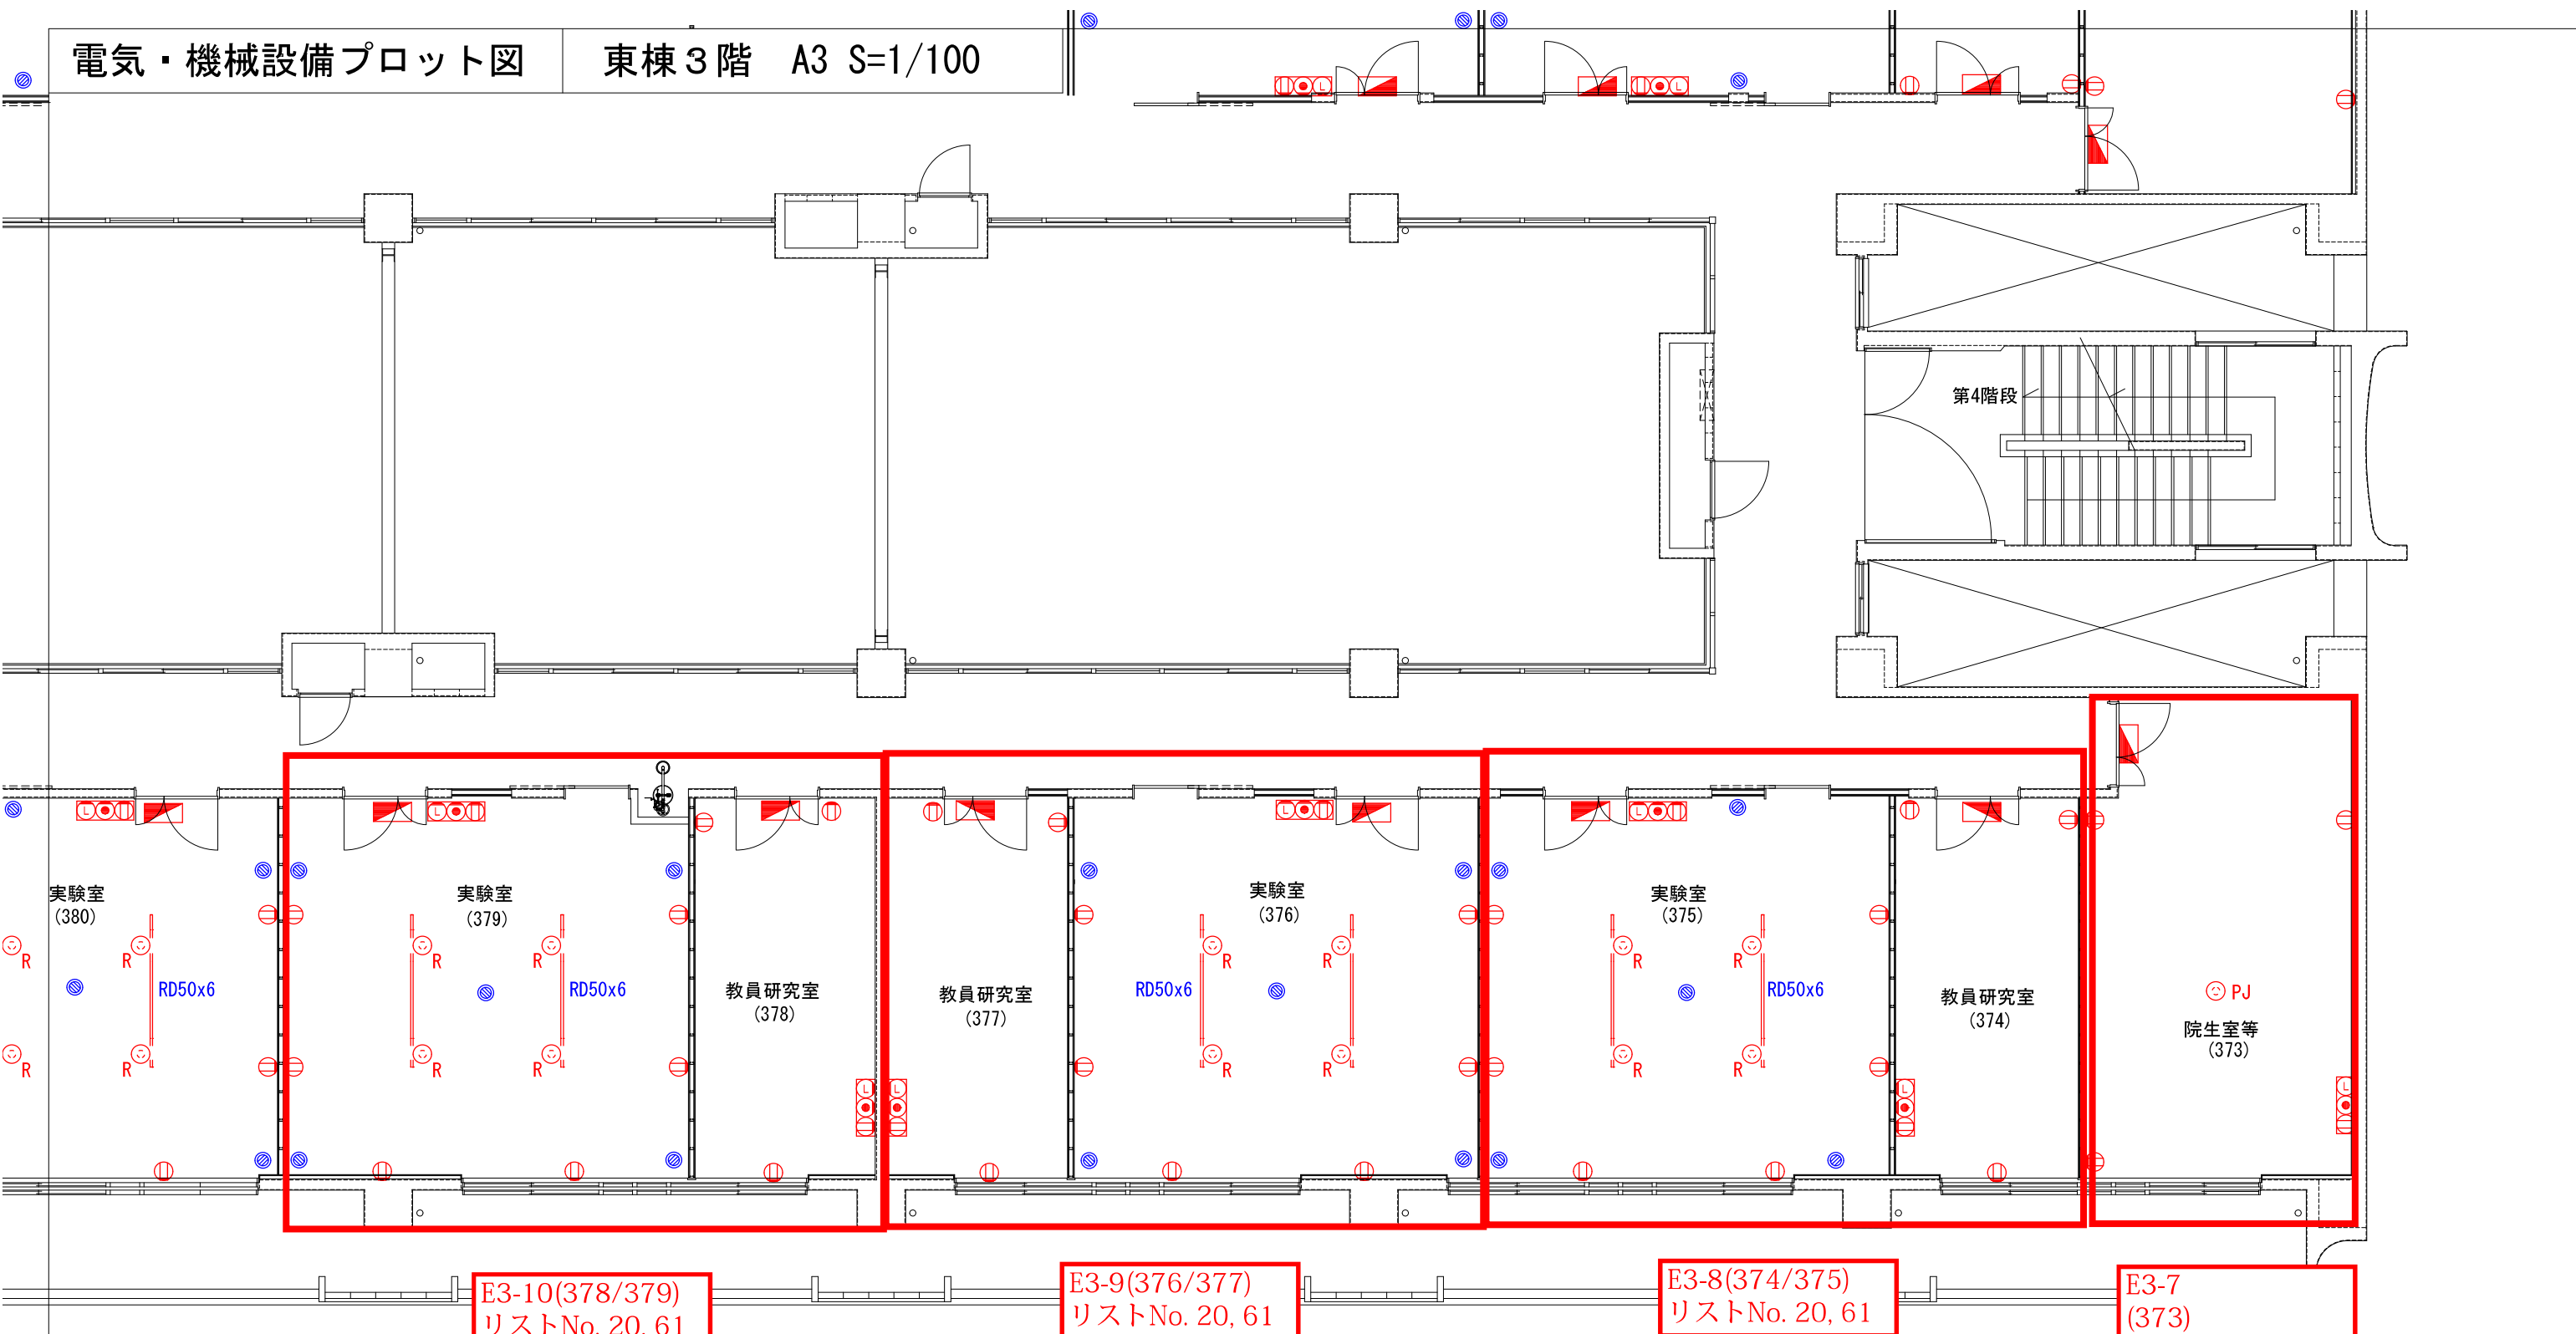 電気・機械設備プロット図 東棟3階 A3 S=1/100
L
L
第4階段
L
L
L
L
実験室
(380)
実験室
(379)
実験室
(376)
実験室
(375)
R
R
R
R
R
R
R
R
RD50x6
RD50x6
RD50x6
RD50x6
教員研究室
(378)
教員研究室
(377)
教員研究室
(374)
PJ
院生室等
(373)
R
R
R
R
R
R
R
R
L
L
L
L
E3-10(378/379)
リストNo. 20, 61
E3-9(376/377)
リストNo. 20, 61
E3-8(374/375)
リストNo. 20, 61
E3-7
(373)